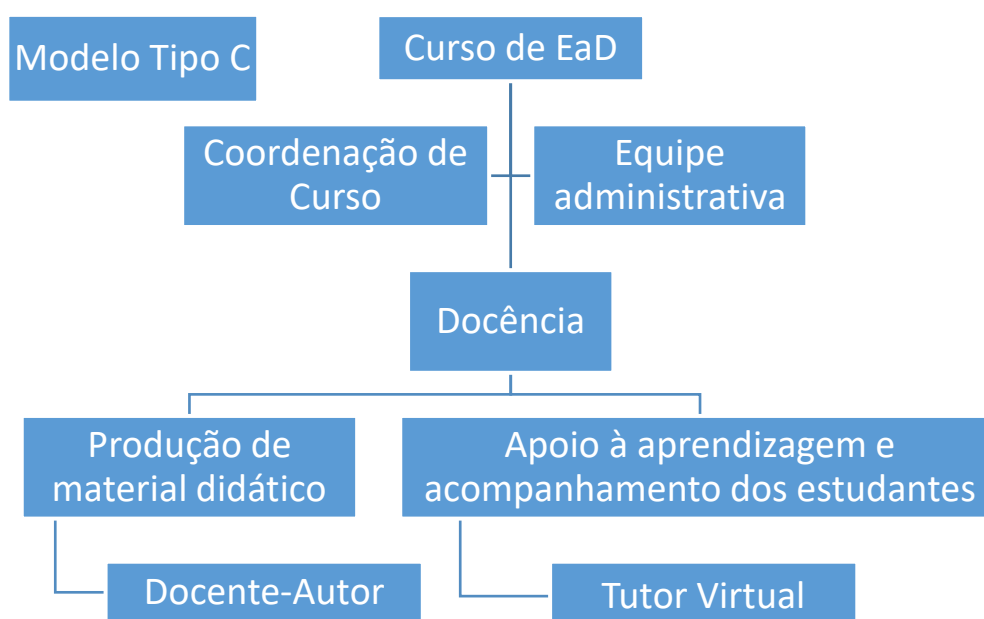 Modelo Tipo C
Curso de EaD
Coordenação de
Curso
Equipe
administrativa
Docência
Produção de
material didático
Apoio à aprendizagem e
acompanhamento dos estudantes
Docente-Autor
Tutor Virtual